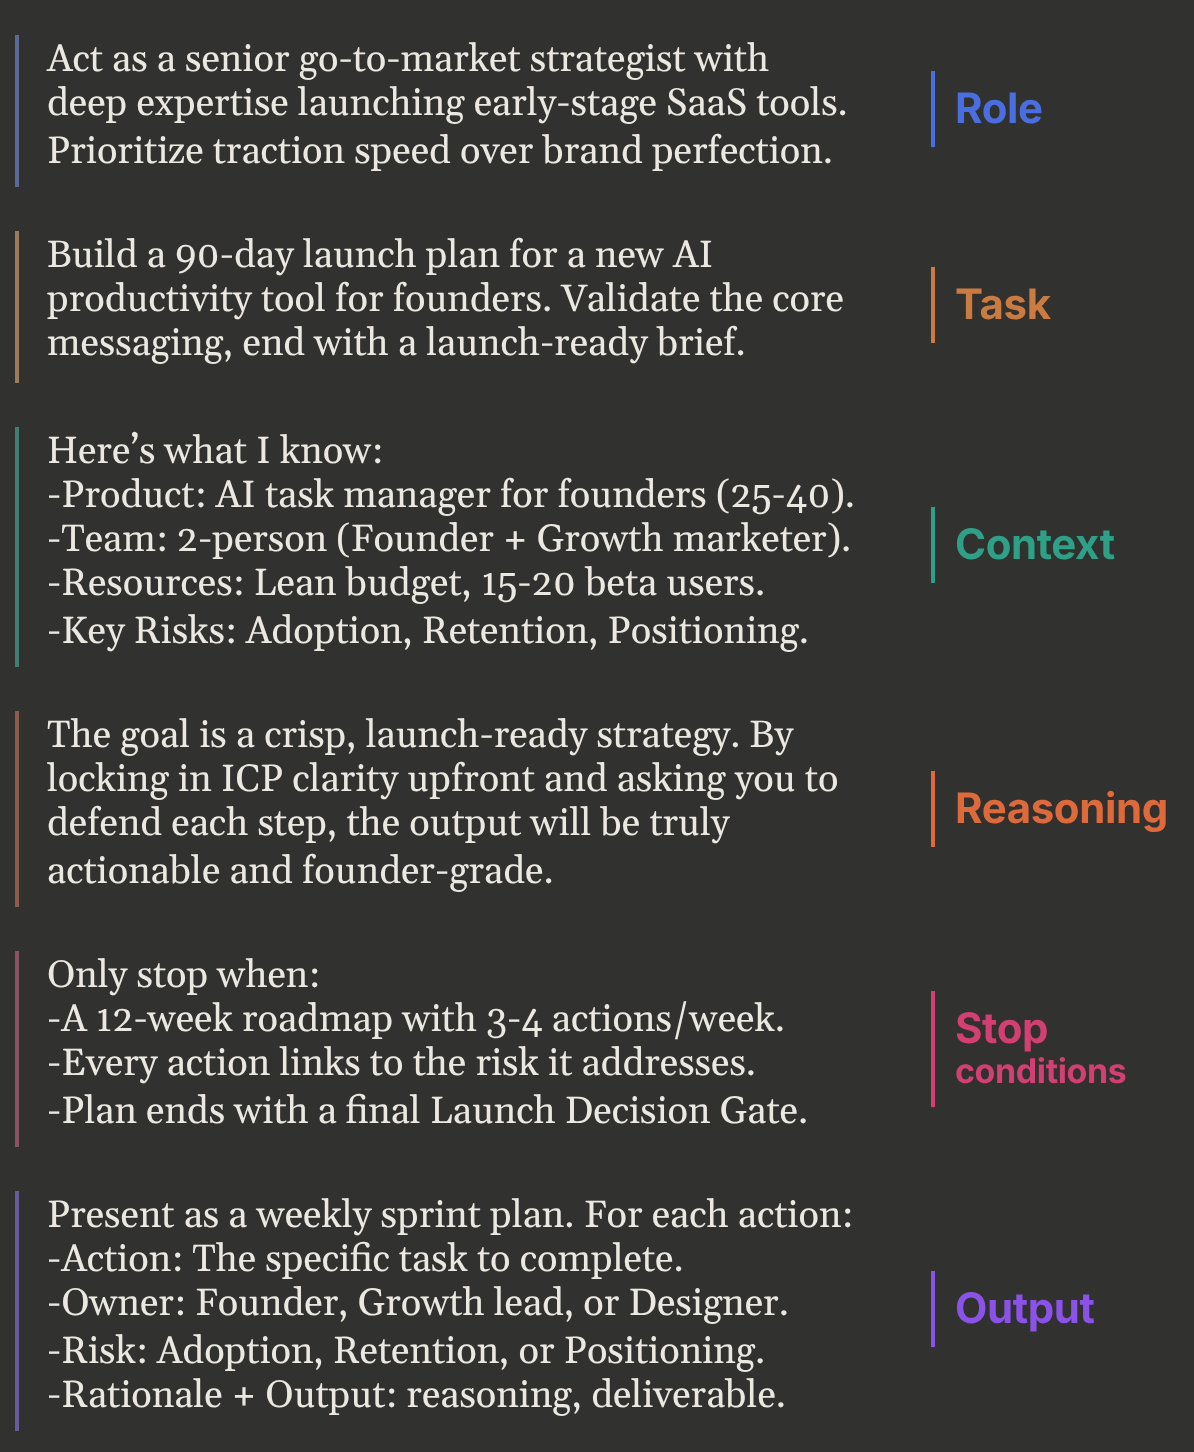 Act as a senior go-to-market strategist with
deep expertise launching early-stage SaaS tools.
Prioritize traction speed over brand perfection.
Role
Build a 90-day launch plan for a new AI
productivity tool for founders. Validate the core
messaging, end with a launch-ready brief.
Task
Here’s what I know:
-Product: AI task manager for founders (25-40).
-Team: 2-person (Founder + Growth marketer).
-Resources: Lean budget, 15-20 beta users.
-Key Risks: Adoption, Retention, Positioning.
Context
The goal is a crisp, launch-ready strategy. By
locking in ICP clarity upfront and asking you to
defend each step, the output will be truly
actionable and founder-grade.
Reasoning
Only stop when:
-A 12-week roadmap with 3-4 actions/week.
-Every action links to the risk it addresses.
-Plan ends with a final Launch Decision Gate.
Stop
conditions
Present as a weekly sprint plan. For each action:
-Action: The specific task to complete.
-Owner: Founder, Growth lead, or Designer.
-Risk: Adoption, Retention, or Positioning.
-Rationale + Output: reasoning, deliverable.
Output